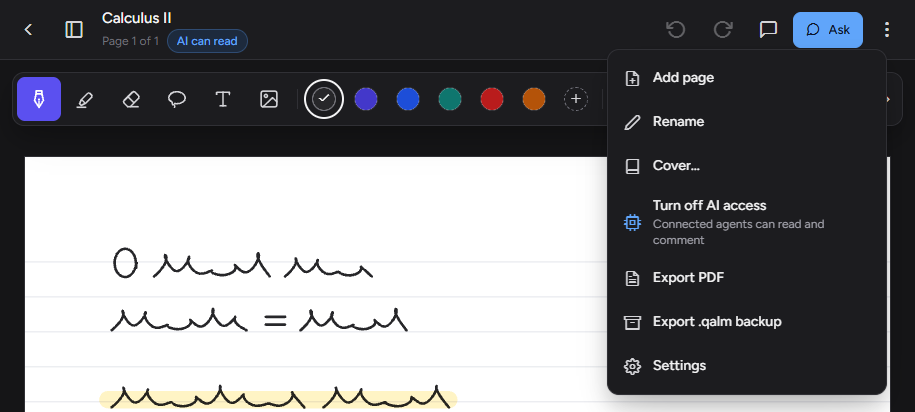 Calculus II
Page 1 of 1 AI can read
Ask
Add page
Rename
Cover...
Turn off AI access
Connected agents can read and
comment
Export PDF
Export .qalm backup
Settings
T
0
=